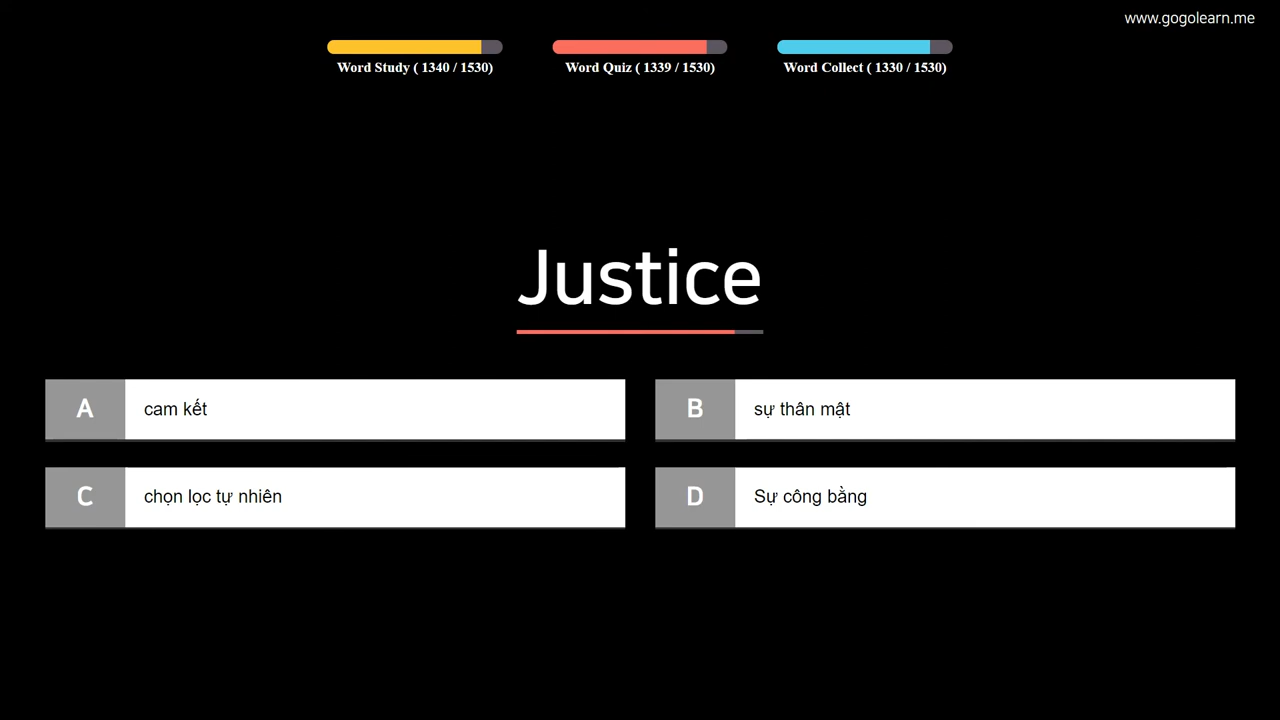 www.gogolearn.me
Word Study ( 1340 / 1530)
Word Quiz ( 1339 / 1530)
Word Collect ( 1330 / 1530)
Justice
A cam kết
B sự thân mật
C chọn lọc tự nhiên
D Sự công bằng